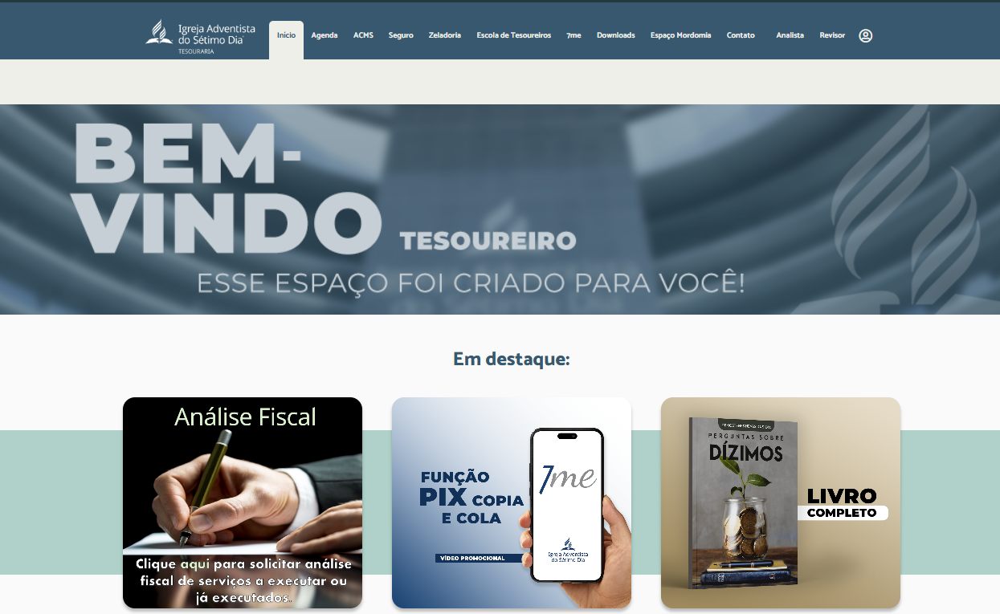 Igreja Adventista
do Sétimo Dia
TESOURARIA
Início Agenda ACMS Seguro Zeladoria Escola de Tesoureiros 7me Downloads Espaço Mordomia Contato Analista Revisor
BEM-
VINDO
TESOUREIRO
ESSE ESPAÇO FOI CRIADO PARA VOCÊ!
Em destaque:
Análise Fiscal
Clique aqui para solicitar análise
fiscal de serviços a executar ou
já executados.
FUNÇÃO
PIX COPIA
E COLA
VÍDEO PROMOCIONAL
7me
Igreja Adventista
do Sétimo Dia
PERGUNTAS SOBRE
DÍZIMOS
LIVRO
COMPLETO